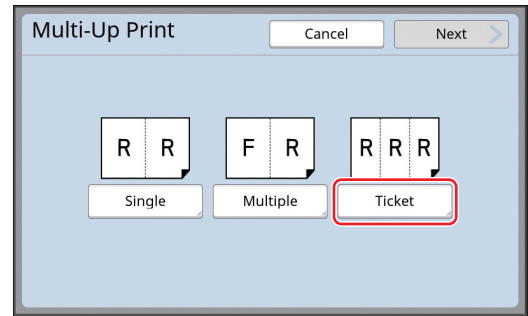 Multi-Up Print Cancel Next
R R F R R R R
Single Multiple Ticket